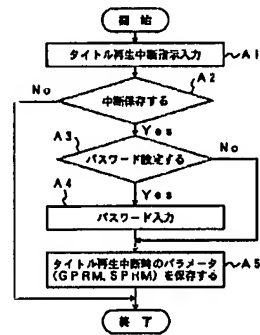 開始
タイトル再生中断指示入力
A1
A2
No
中断保存する
A3
Yes
No
パスワード設定する
A4
Yes
パスワード入力
タイトル再生中断時のパラメータ
(GPRM, SPRM)を保存する
A5
終了